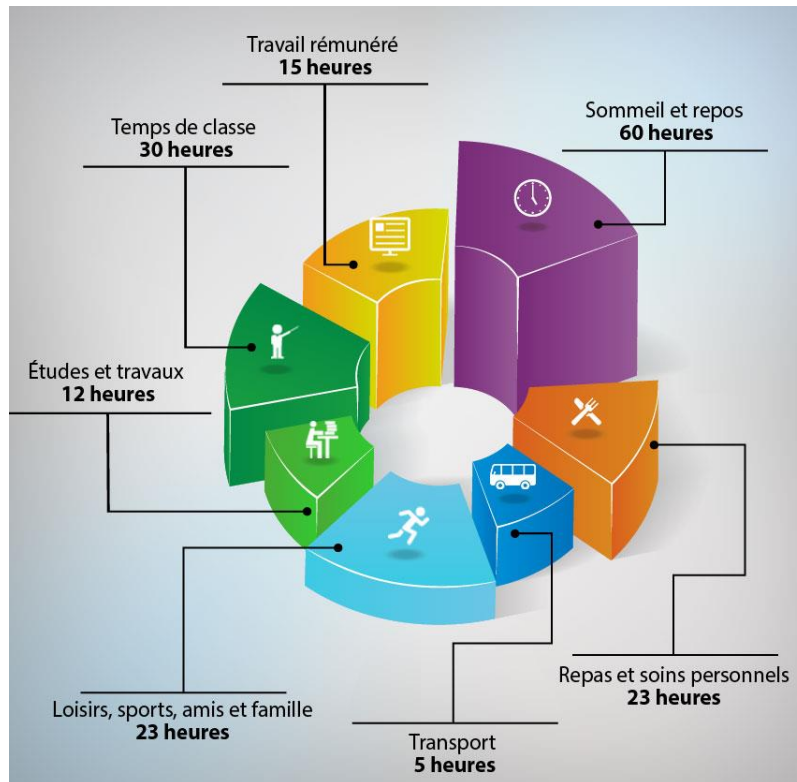 Travail rémunéré
15 heures
Sommeil et repos
60 heures
Temps de classe
30 heures
Études et travaux
12 heures
Repas et soins personnels
23 heures
Loisirs, sports, amis et famille
23 heures
Transport
5 heures